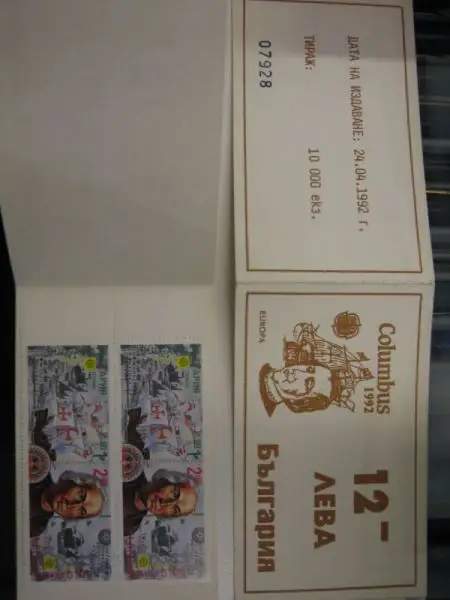 ДАТА НА ИЗДАВАНЕ: 24.04.1992 г.
ТИРАЖ: 10 000 екз.
07928
Columbus
1992
EUROPA
12-
ЛЕВА
България